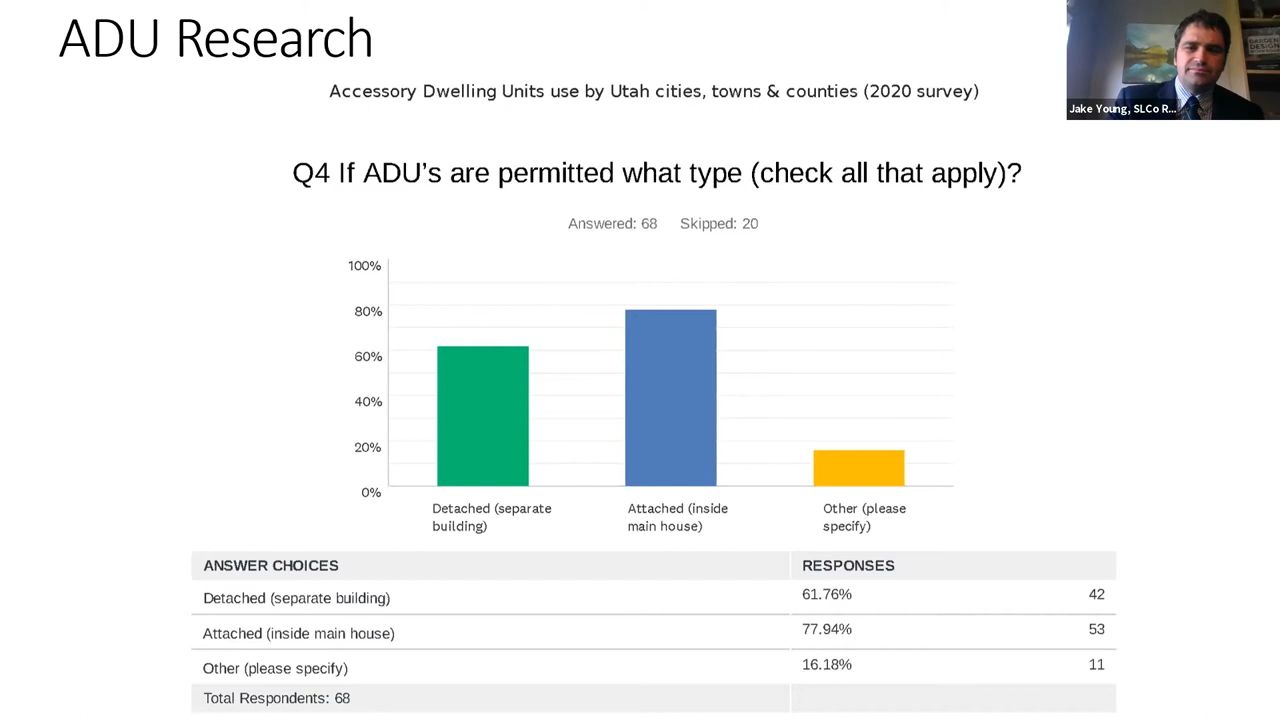 ADU Research
Accessory Dwelling Units use by Utah cities, towns & counties (2020 survey)
Jake Young, SLCo R...
GARDEN
DESIGN
Q4 If ADU's are permitted what type (check all that apply)?
Answered: 68 Skipped: 20
100%
80%
60%
40%
20%
0%
Detached (separate
building)
Attached (inside
main house)
Other (please
specify)
ANSWER CHOICES RESPONSES
Detached (separate building) 61.76% 42
Attached (inside main house) 77.94% 53
Other (please specify) 16.18% 11
Total Respondents: 68